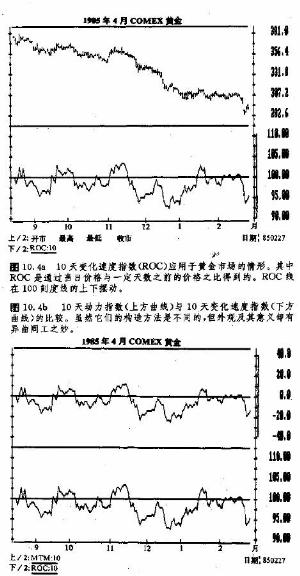 1985 年 4 月 COMEX 黄金
381.0
356.4
331.8
307.2
282.6
110.00
105.00
100.00
95.00
90.00
9 10 11 12 1 2 月
上/2: 开市 最高 最低 收市
下/2: ROC:10 日期: 850227
图 10.4a 10 天变化速度指数(ROC)应用于黄金市场的情形。其中
ROC 是通过当日价格与一定天数之前的价格之比得到的。ROC 线
在 100 刻度线的上下摆动。
图 10.4b 10 天动力指数(上方曲线)与 10 天变化速度指数(下方
曲线)的比较。虽然它们的构造方法是不同的,但外观及其意义却有
异曲同工之妙。
1985 年 4 月 COMEX 黄金
40.0
20.0
0.0
-20.0
-40.0
110.00
105.00
100.00
95.00
90.00
9 10 11 12 1 2 月
上/2: MTM:10
下/2: ROC:10 日期: 850227